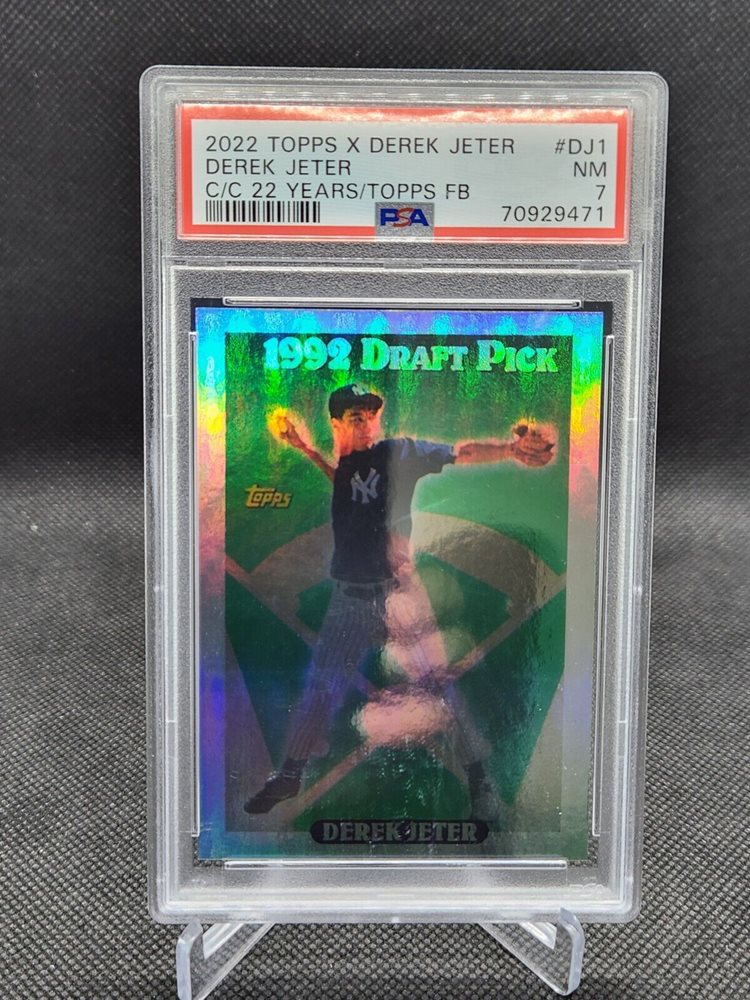 2022 TOPPS X DEREK JETER #DJ1
DEREK JETER NM
C/C 22 YEARS/TOPPS FB 7
PSA 70929471
1992 DRAFT PICK
NY
topps
DEREK JETER